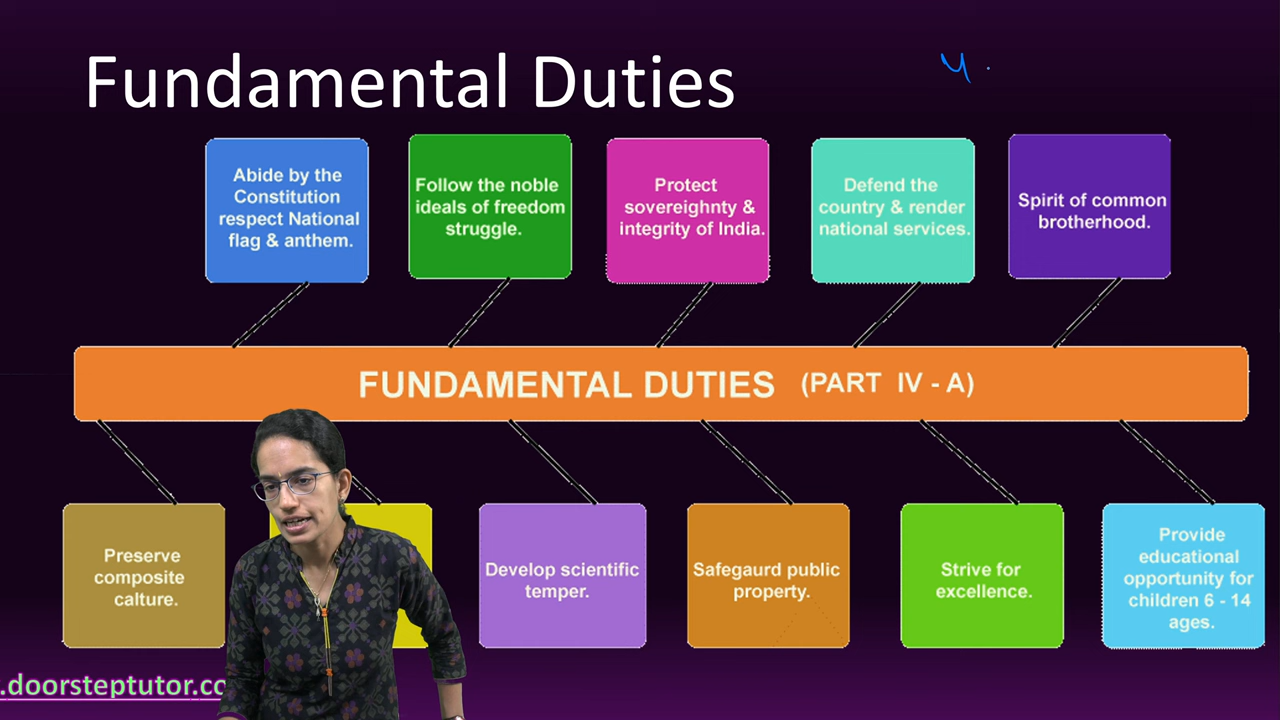 Fundamental Duties
Abide by the
Constitution
respect National
flag & anthem.
Follow the noble
ideals of freedom
struggle.
Protect
sovereighnty &
integrity of India.
Defend the
country & render
national services.
Spirit of common
brotherhood.
FUNDAMENTAL DUTIES (PART IV - A)
Preserve
composite
calture.
Develop scientific
temper.
Safegaurd public
property.
Strive for
excellence.
Provide
educational
opportunity for
children 6 - 14
ages.
.doorsteptutor.co